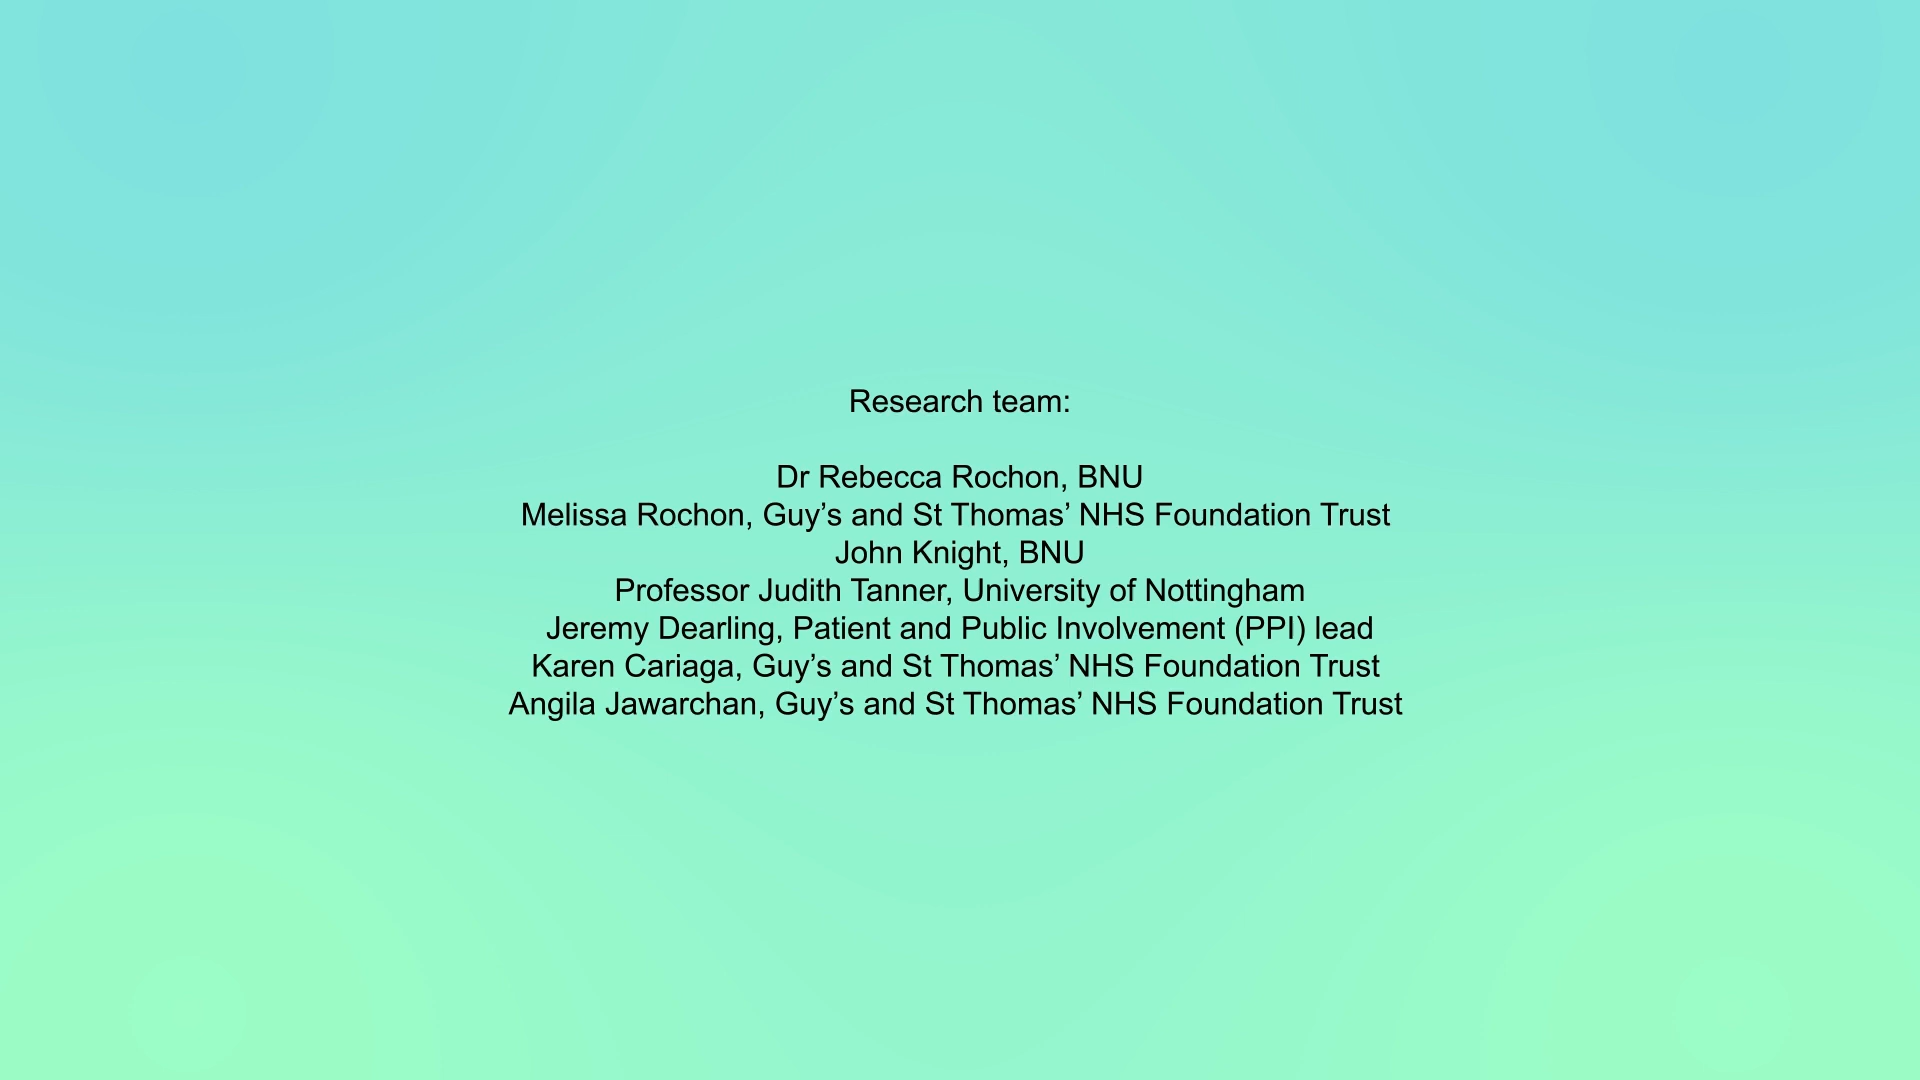 Research team:
Dr Rebecca Rochon, BNU
Melissa Rochon, Guy’s and St Thomas’ NHS Foundation Trust
John Knight, BNU
Professor Judith Tanner, University of Nottingham
Jeremy Dearling, Patient and Public Involvement (PPI) lead
Karen Cariaga, Guy’s and St Thomas’ NHS Foundation Trust
Angila Jawarchan, Guy’s and St Thomas’ NHS Foundation Trust